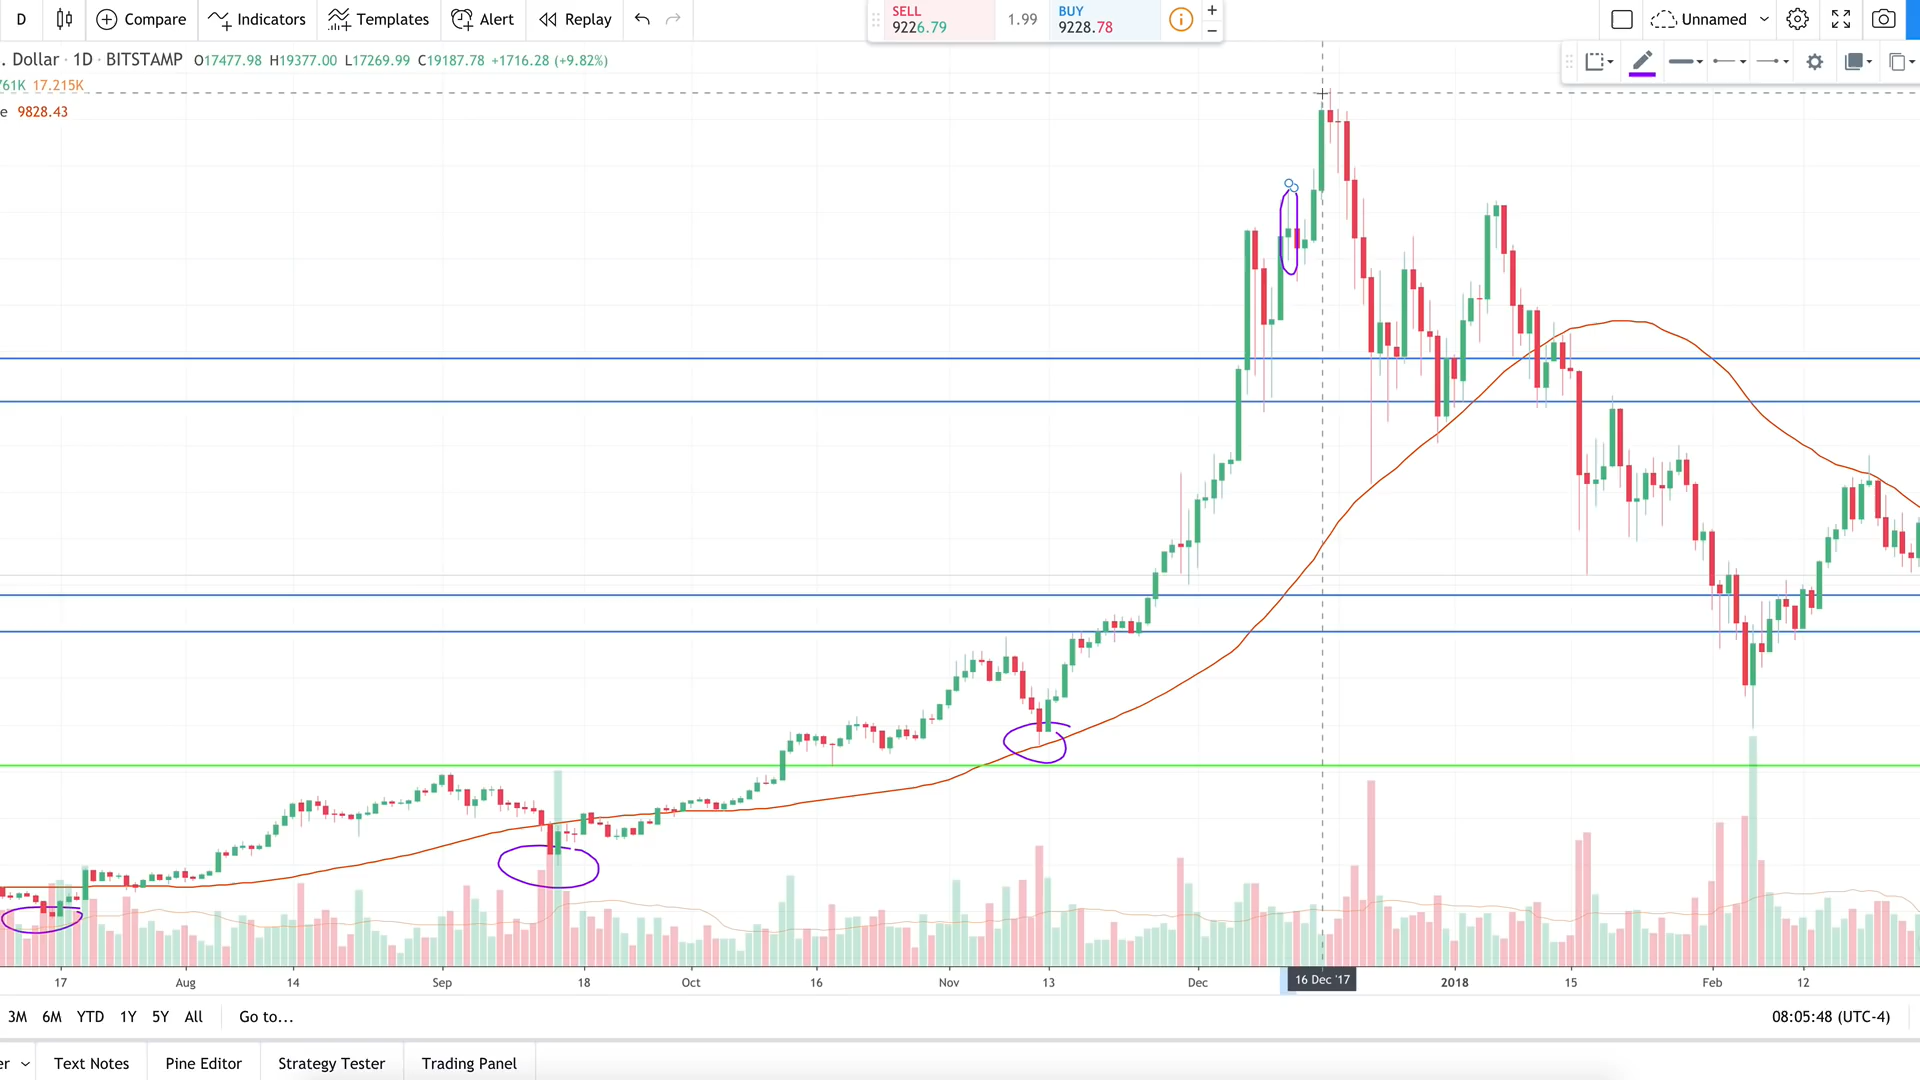 D Compare Indicators Templates Alert Replay SELL 9226.79 1.99 BUY 9228.78 + − Unnamed
. Dollar · 1D · BITSTAMP O17477.98 H19377.00 L17269.99 C19187.78 +1716.28 (+9.82%)
761K 17.215K
e 9828.43
17 Aug 14 Sep 18 Oct 16 Nov 13 Dec 16 Dec '17 2018 15 Feb 12
3M 6M YTD 1Y 5Y All Go to... 08:05:48 (UTC-4)
er Text Notes Pine Editor Strategy Tester Trading Panel